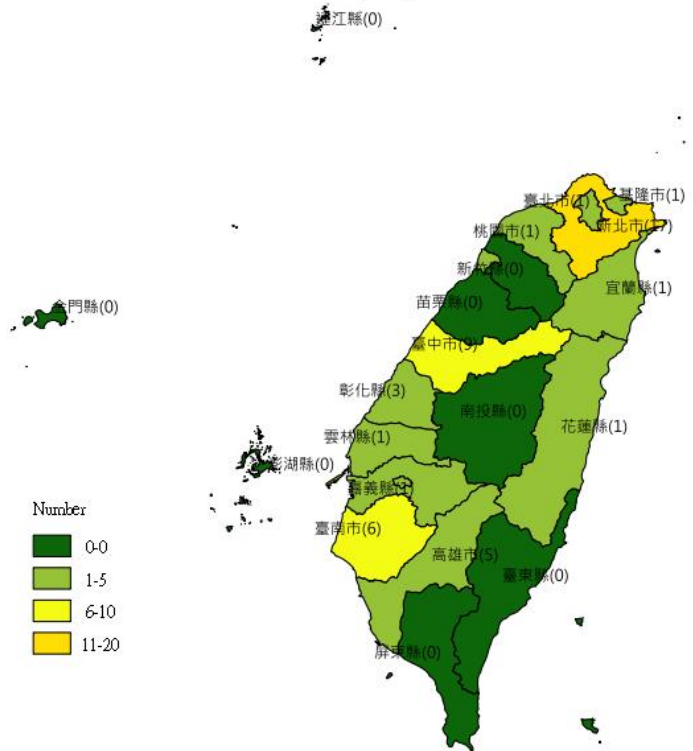 連江縣(0)
基隆市(1)
臺北市(1)
新北市(17)
桃園市(1)
新竹縣(0)
宜蘭縣(1)
苗栗縣(0)
金門縣(0)
臺中市(9)
彰化縣(3)
南投縣(0)
花蓮縣(1)
雲林縣(1)
澎湖縣(0)
嘉義縣(1)
臺南市(6)
高雄市(5)
臺東縣(0)
屏東縣(0)
Number
0-0
1-5
6-10
11-20